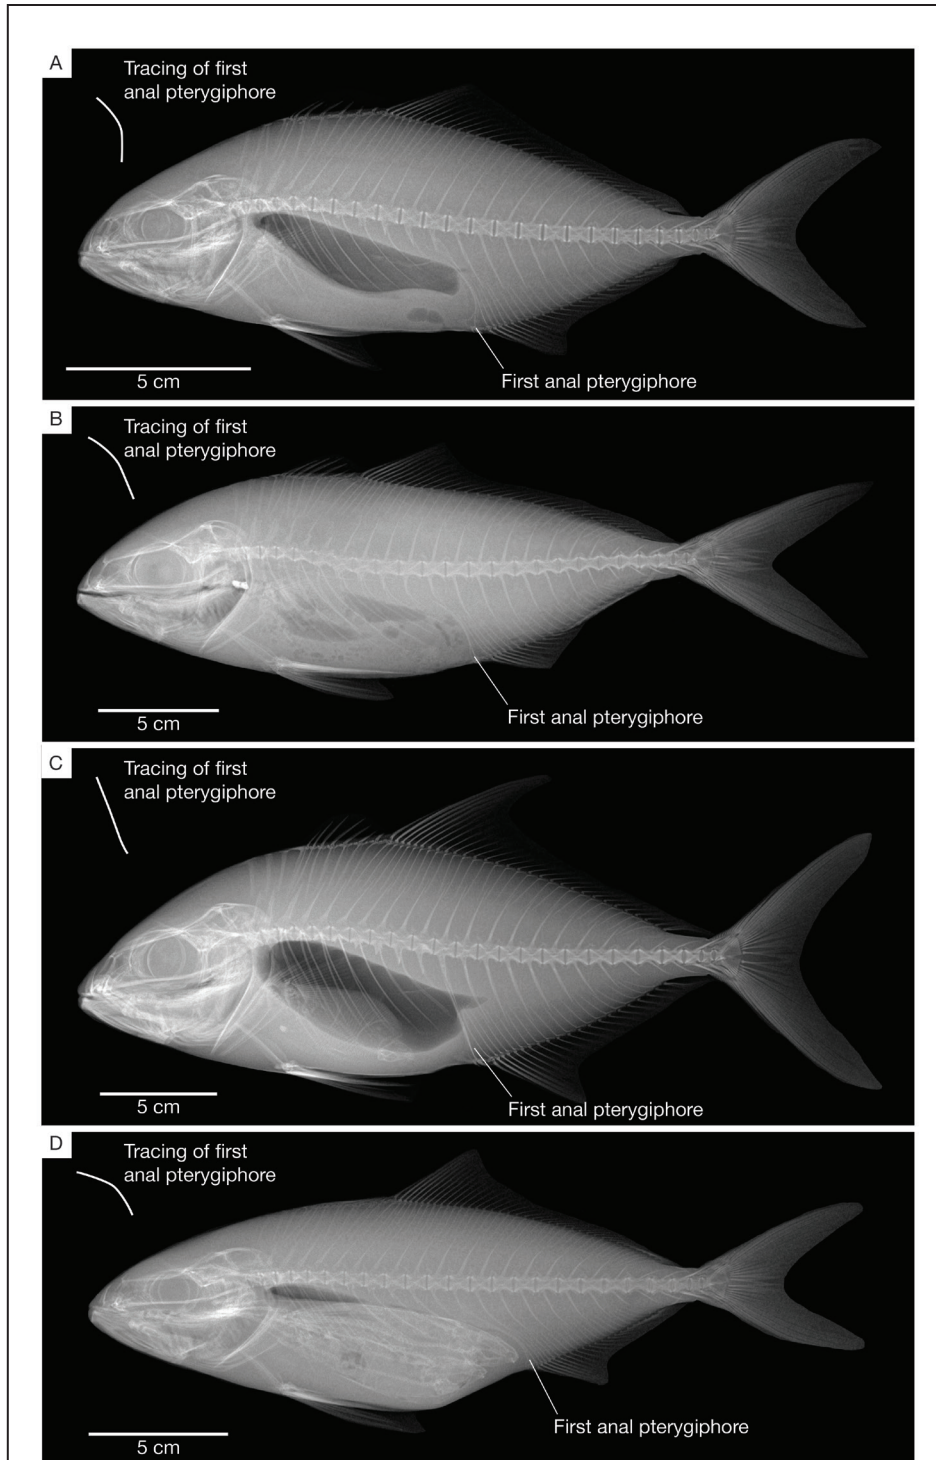 A
Tracing of first
anal pterygiphore
5 cm
First anal pterygiphore
B
Tracing of first
anal pterygiphore
5 cm
First anal pterygiphore
C
Tracing of first
anal pterygiphore
5 cm
First anal pterygiphore
D
Tracing of first
anal pterygiphore
5 cm
First anal pterygiphore